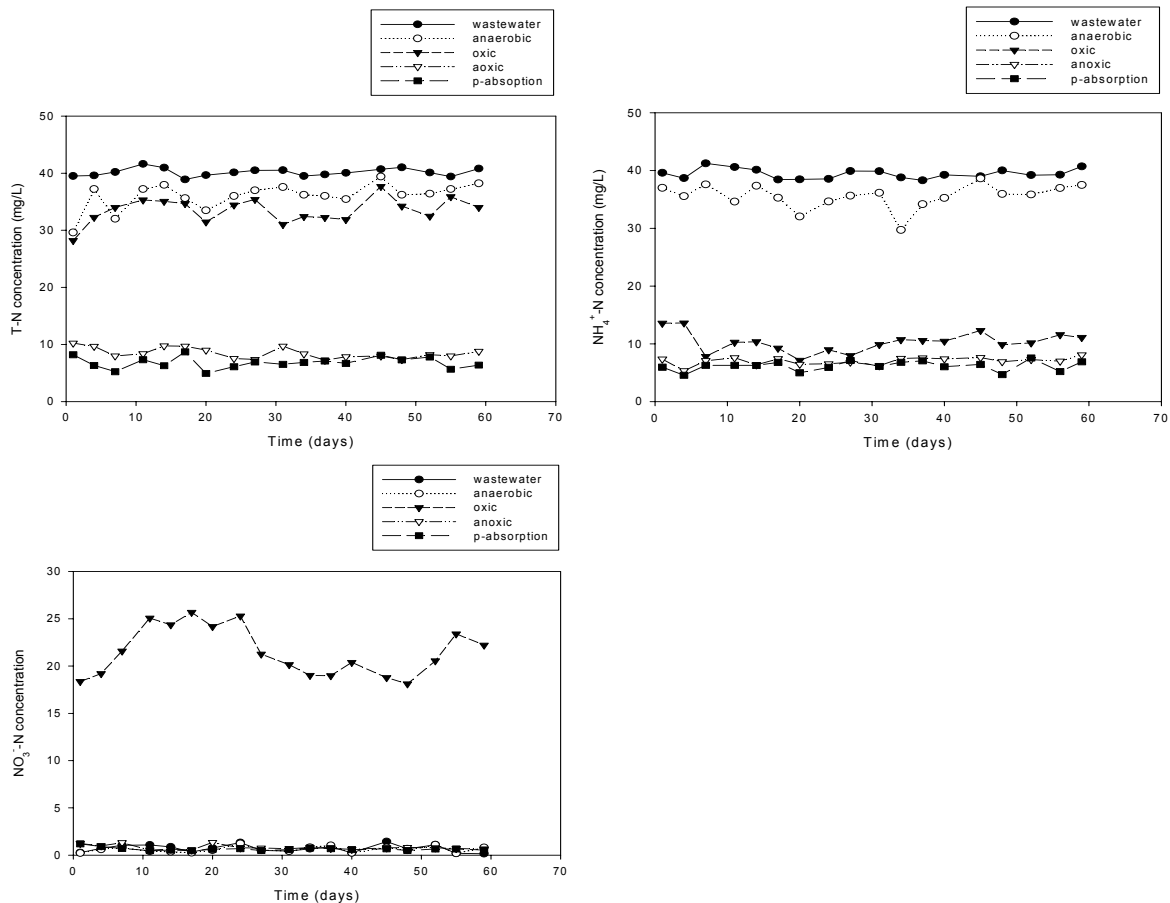 wastewater
anaerobic
oxic
aoxic
p-absoption
50
40
30
20
10
0
T-N concentration (mg/L)
0 10 20 30 40 50 60 70
Time (days)
wastewater
anaerobic
oxic
anoxic
p-absorption
50
40
30
20
10
0
NH4+-N concentration (mg/L)
0 10 20 30 40 50 60 70
Time (days)
wastewater
anaerobic
oxic
anoxic
p-absorption
30
25
20
15
10
5
0
NO3--N concentration
0 10 20 30 40 50 60 70
Time (days)